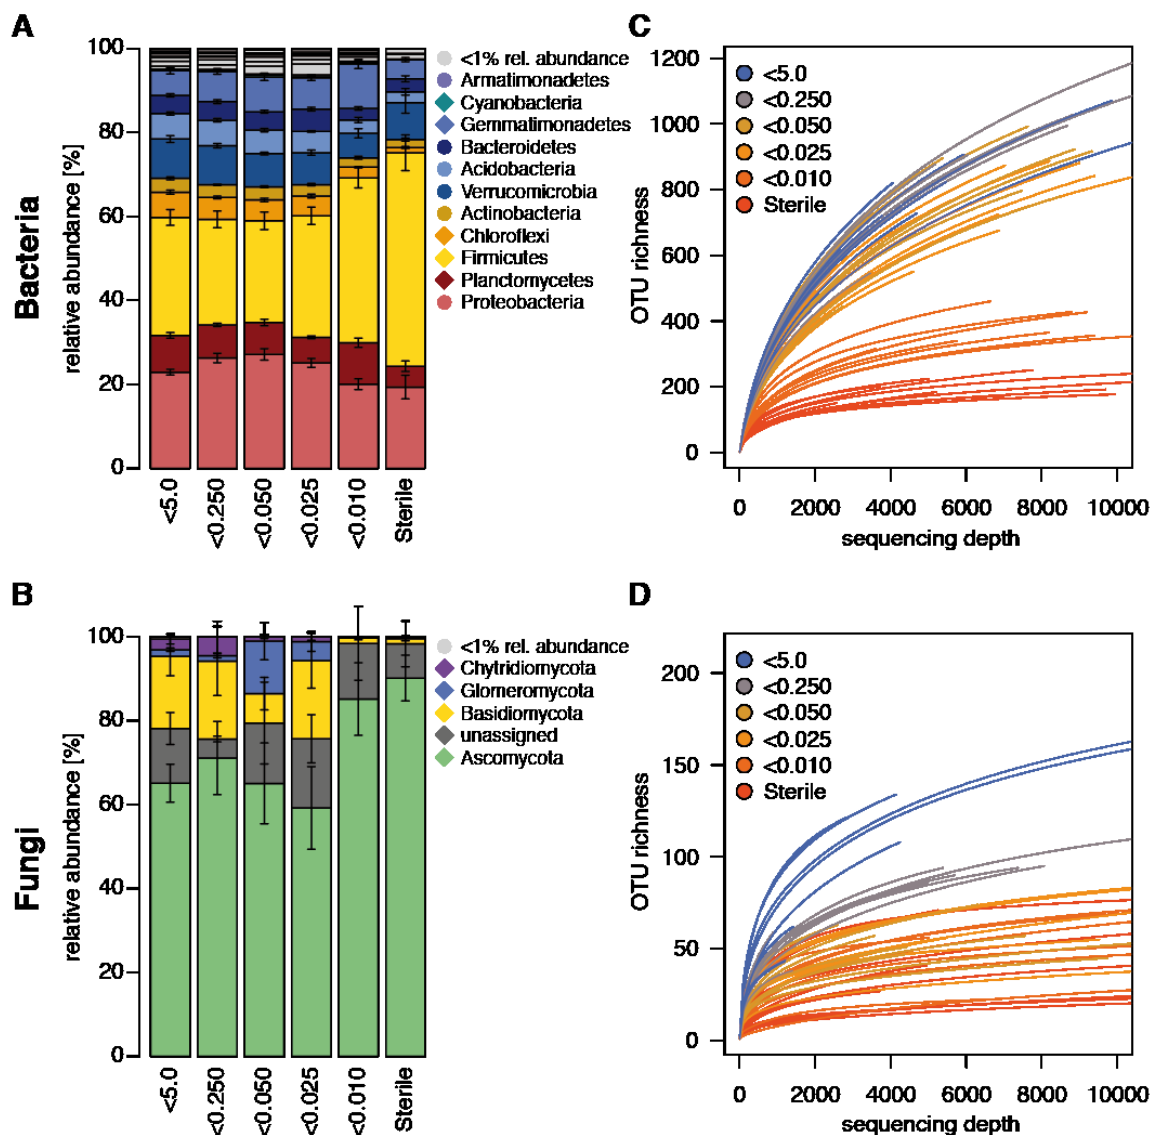 A
Bacteria
relative abundance [%]
100
80
60
40
20
0
<5.0
<0.250
<0.050
<0.025
<0.010
Sterile
<1% rel. abundance
Armatimonadetes
Cyanobacteria
Gemmatimonadetes
Bacteroidetes
Acidobacteria
Verrucomicrobia
Actinobacteria
Chloroflexi
Firmicutes
Planctomycetes
Proteobacteria
C
OTU richness
1200
1000
800
600
400
200
0
<5.0
<0.250
<0.050
<0.025
<0.010
Sterile
0 2000 4000 6000 8000 10000
sequencing depth
B
Fungi
relative abundance [%]
100
80
60
40
20
0
<5.0
<0.250
<0.050
<0.025
<0.010
Sterile
<1% rel. abundance
Chytridiomycota
Glomeromycota
Basidiomycota
unassigned
Ascomycota
D
OTU richness
200
150
100
50
0
<5.0
<0.250
<0.050
<0.025
<0.010
Sterile
0 2000 4000 6000 8000 10000
sequencing depth